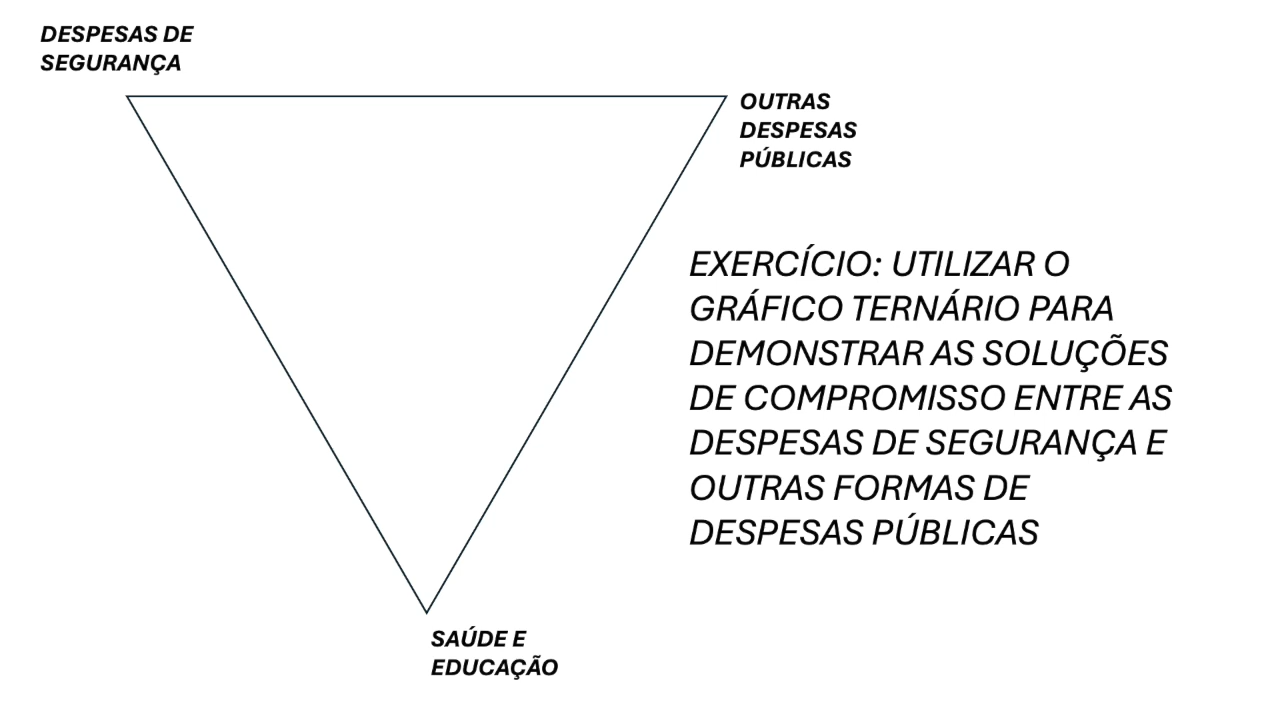 DESPESAS DE
SEGURANÇA
OUTRAS
DESPESAS
PÚBLICAS
EXERCÍCIO: UTILIZAR O
GRÁFICO TERNÁRIO PARA
DEMONSTRAR AS SOLUÇÕES
DE COMPROMISSO ENTRE AS
DESPESAS DE SEGURANÇA E
OUTRAS FORMAS DE
DESPESAS PÚBLICAS
SAÚDE E
EDUCAÇÃO